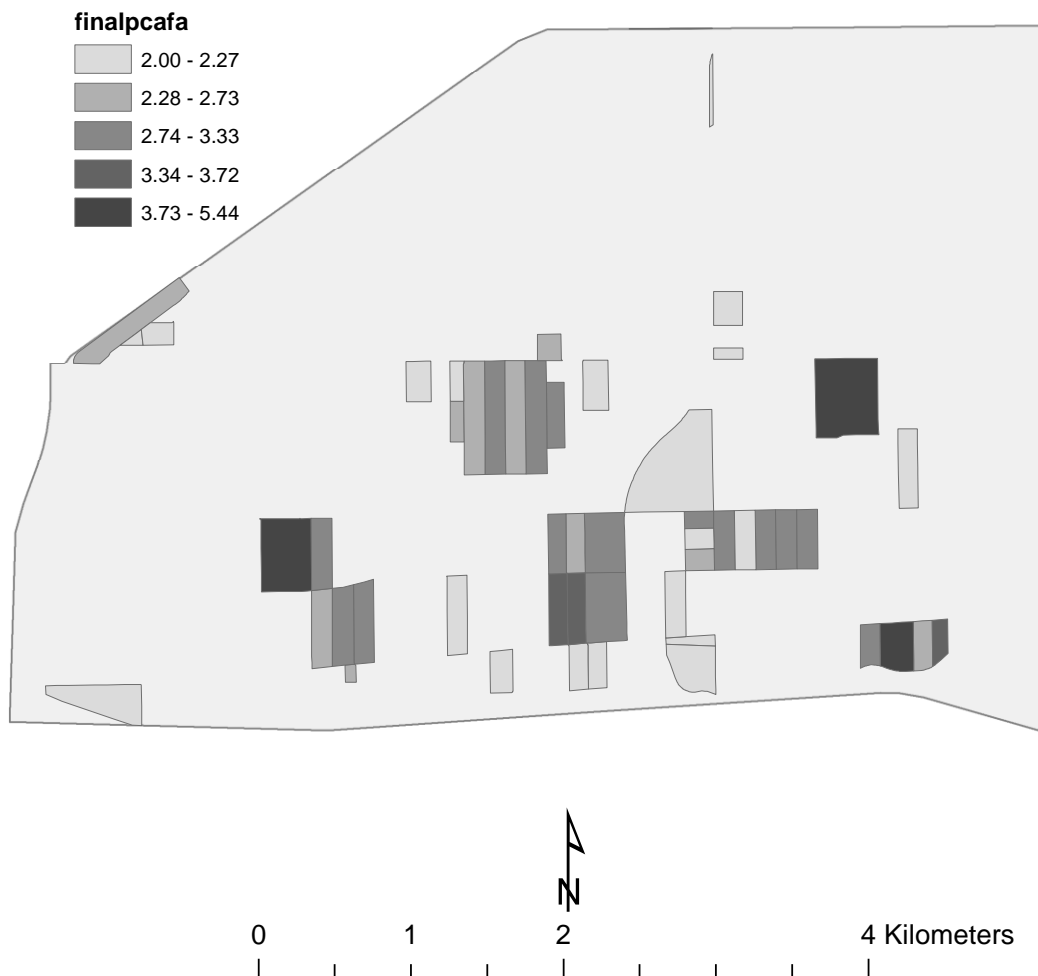 finalpcafa
2.00 - 2.27
2.28 - 2.73
2.74 - 3.33
3.34 - 3.72
3.73 - 5.44
N
0 1 2 4 Kilometers